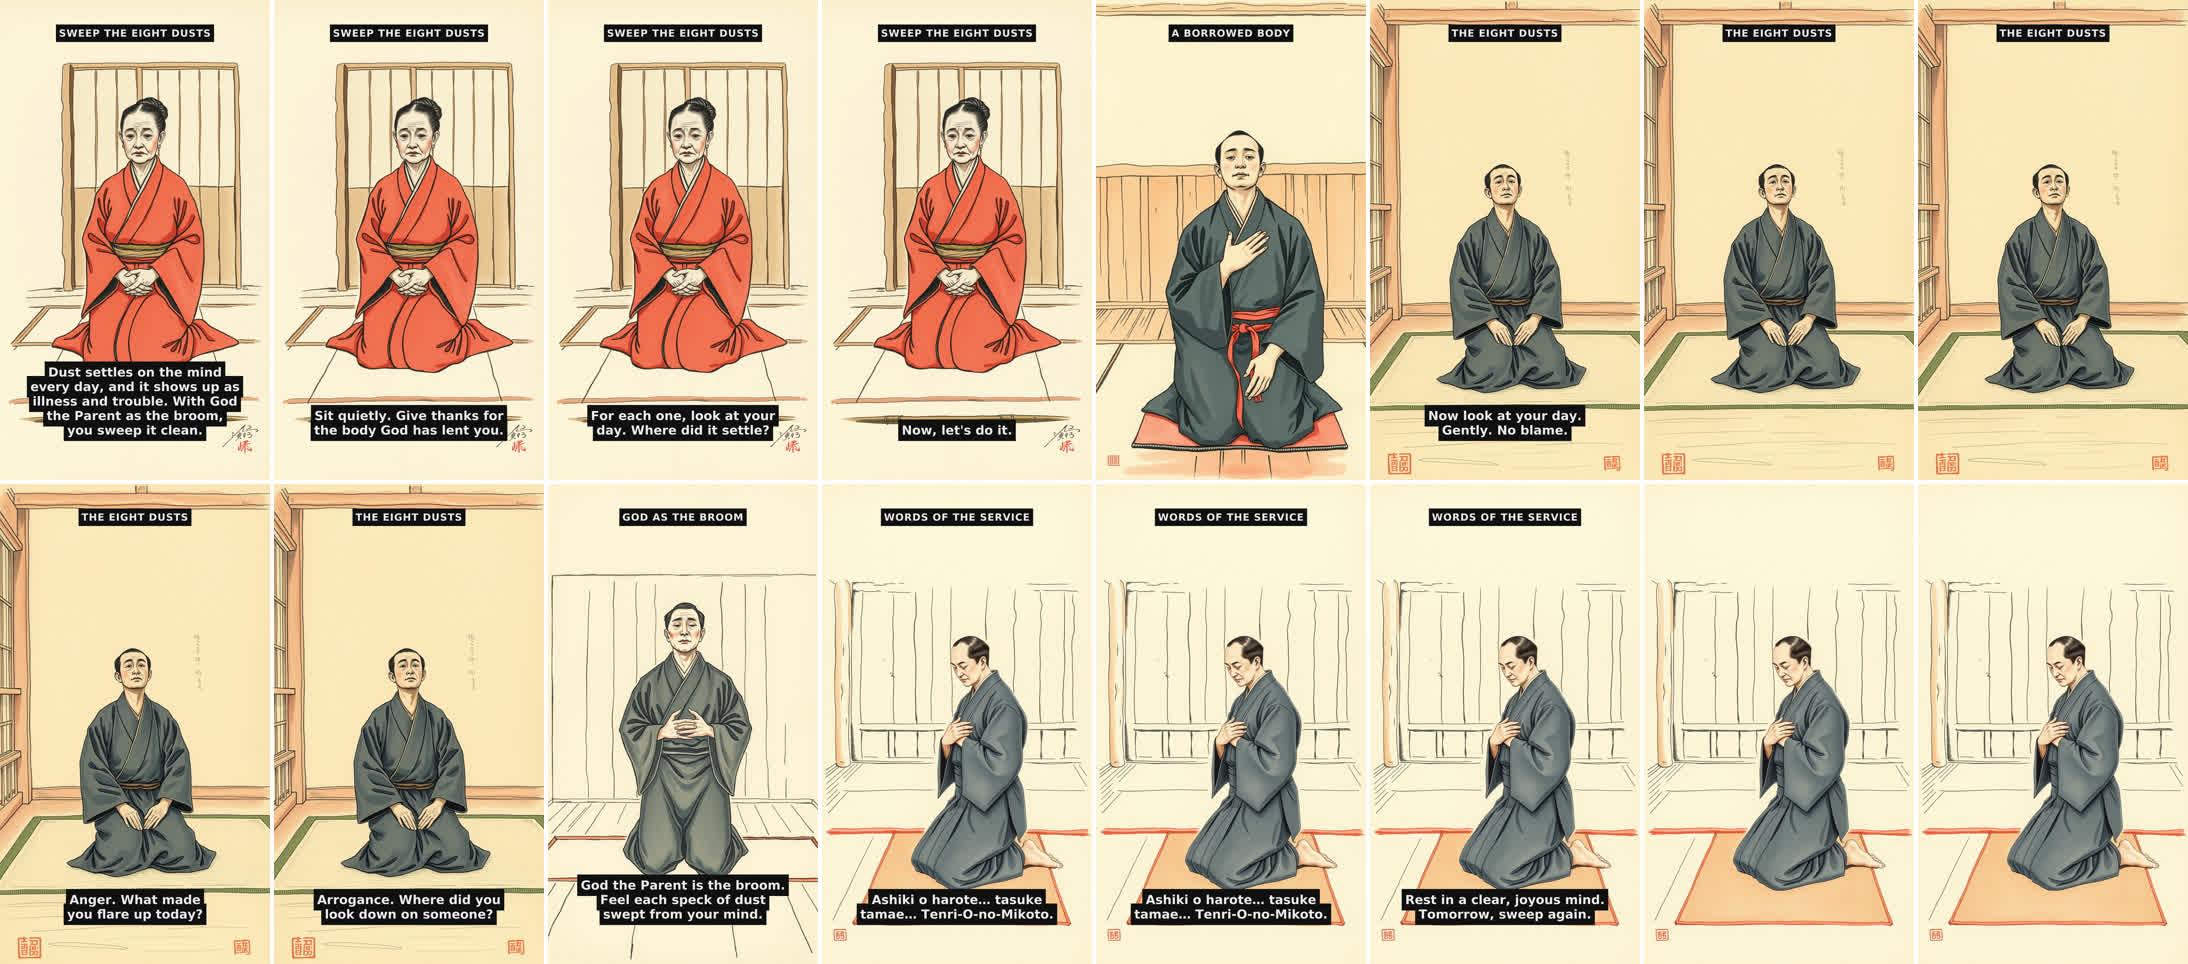 SWEEP THE EIGHT DUSTS
Dust settles on the mind
every day, and it shows up as
illness and trouble. With God
the Parent as the broom,
you sweep it clean.
SWEEP THE EIGHT DUSTS
Sit quietly. Give thanks for
the body God has lent you.
SWEEP THE EIGHT DUSTS
For each one, look at your
day. Where did it settle?
SWEEP THE EIGHT DUSTS
Now, let's do it.
A BORROWED BODY
THE EIGHT DUSTS
Now look at your day.
Gently. No blame.
THE EIGHT DUSTS
THE EIGHT DUSTS
THE EIGHT DUSTS
Anger. What made
you flare up today?
THE EIGHT DUSTS
Arrogance. Where did you
look down on someone?
GOD AS THE BROOM
God the Parent is the broom.
Feel each speck of dust
swept from your mind.
WORDS OF THE SERVICE
Ashiki o harote... tasuke
tamae... Tenri-O-no-Mikoto.
WORDS OF THE SERVICE
Ashiki o harote... tasuke
tamae... Tenri-O-no-Mikoto.
WORDS OF THE SERVICE
Rest in a clear, joyous mind.
Tomorrow, sweep again.